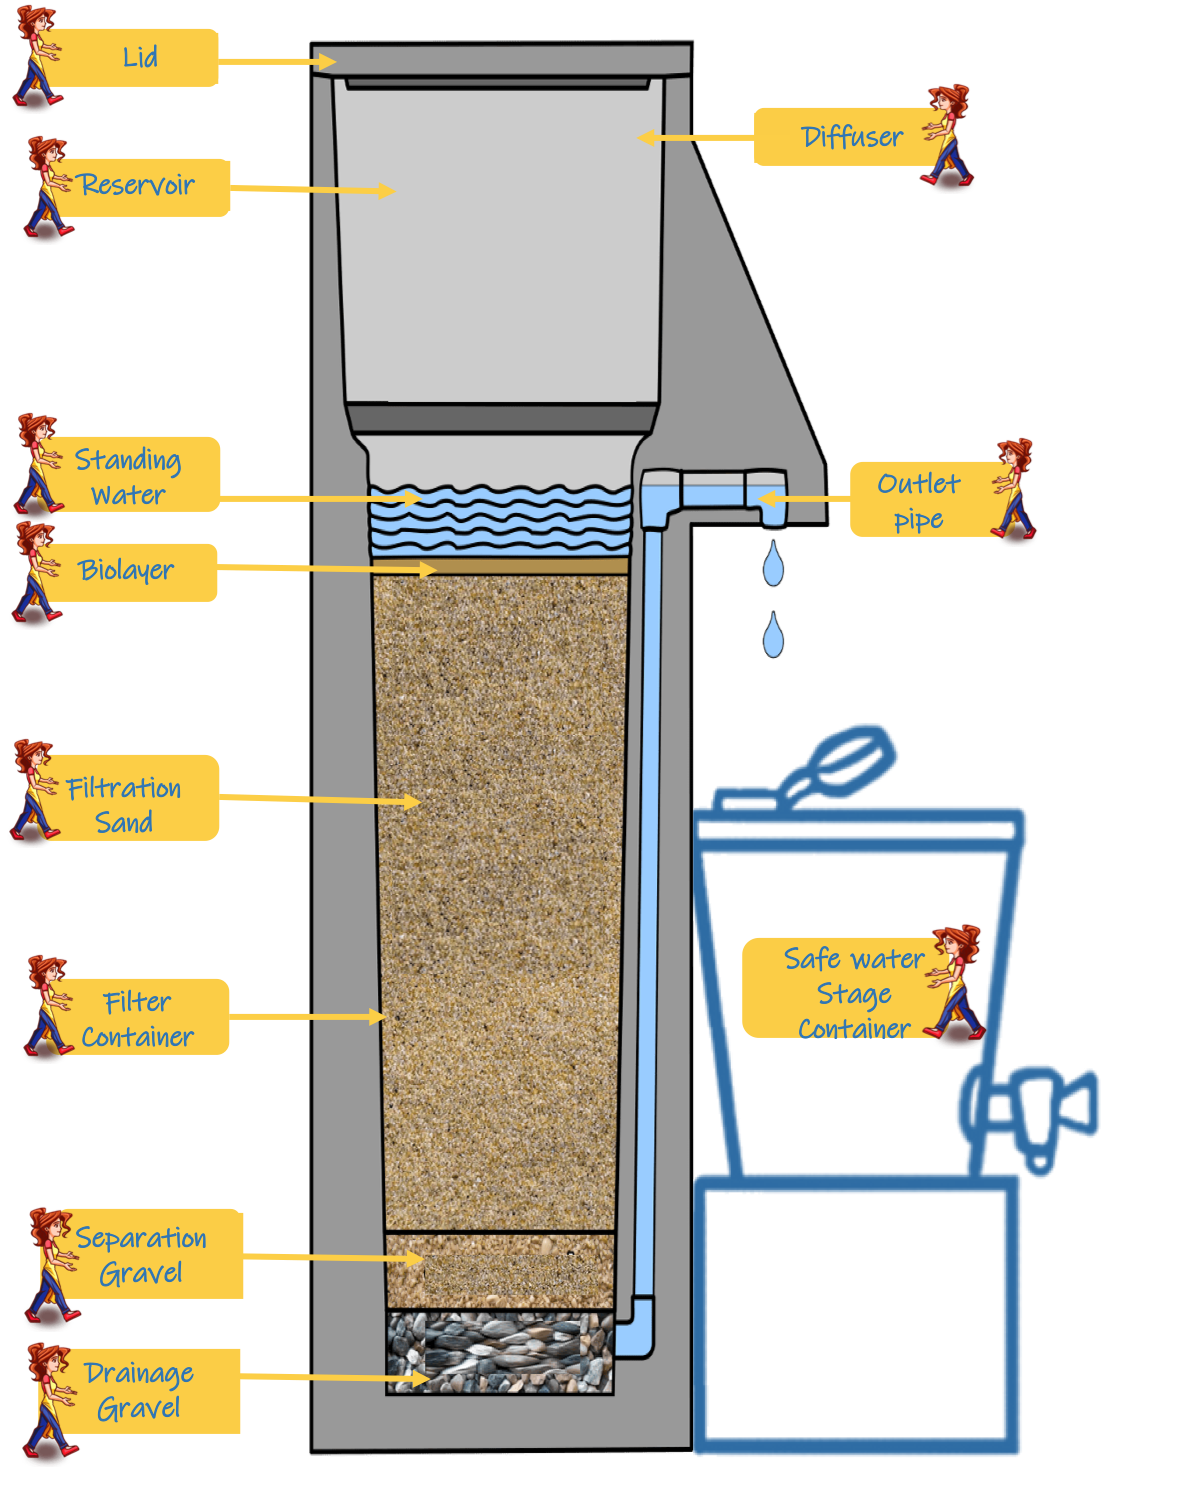 Lid
Diffuser
Reservoir
Standing
Water
Outlet
pipe
Biolayer
Filtration
Sand
Safe water
Stage
Container
Filter
Container
Separation
Gravel
Drainage
Gravel